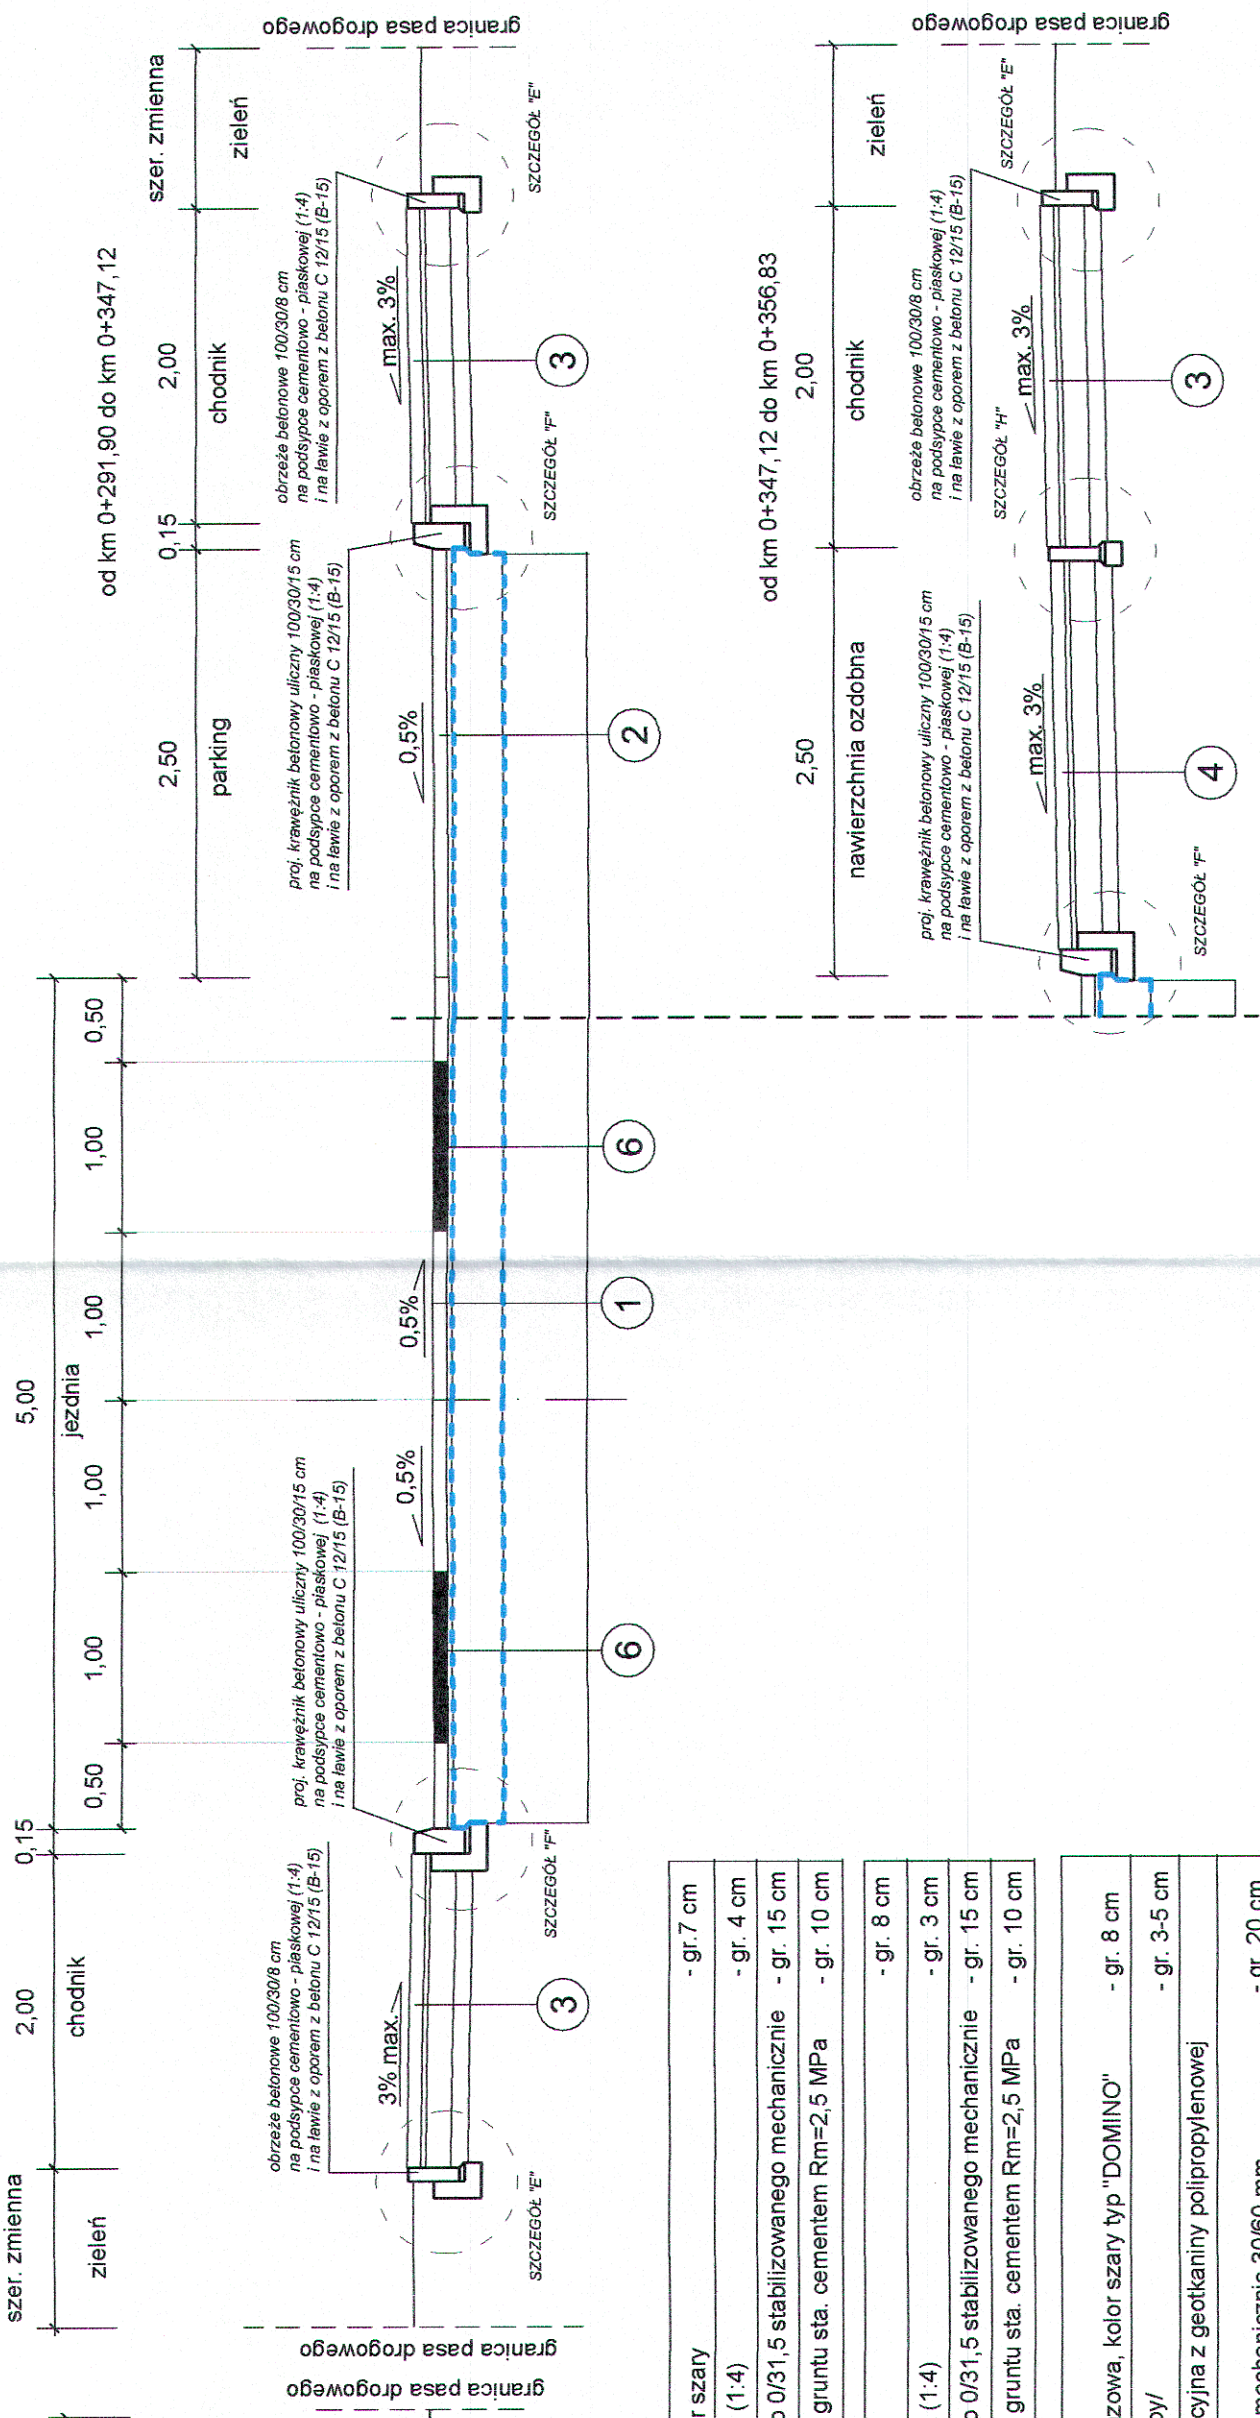 od km 0+291,90 do km 0+347,12
szer. zmienna
2,00
0,15
5,00
2,50
0,15
2,00
szer. zmienna
zieleń
chodnik
jezdnia
parking
chodnik
zieleń
0,50
1,00
1,00
1,00
1,00
0,50
granica pasa drogowego
granica pasa drogowego
granica pasa drogowego
obrzeże betonowe 100/30/8 cm
na podsypce cementowo - piaskowej (1:4)
i na ławie z oporem z betonu C 12/15 (B-15)
proj. krawężnik betonowy uliczny 100/30/15 cm
na podsypce cementowo - piaskowej (1:4)
i na ławie z oporem z betonu C 12/15 (B-15)
proj. krawężnik betonowy uliczny 100/30/15 cm
na podsypce cementowo - piaskowej (1:4)
i na ławie z oporem z betonu C 12/15 (B-15)
obrzeże betonowe 100/30/8 cm
na podsypce cementowo - piaskowej (1:4)
i na ławie z oporem z betonu C 12/15 (B-15)
3% max.
0,5%
0,5%
0,5%
max. 3%
SZCZEGÓŁ "E"
SZCZEGÓŁ "F"
SZCZEGÓŁ "F"
SZCZEGÓŁ "E"
3
6
1
6
2
3
od km 0+347,12 do km 0+356,83
2,50
2,00
nawierzchnia ozdobna
chodnik
zieleń
granica pasa drogowego
proj. krawężnik betonowy uliczny 100/30/15 cm
na podsypce cementowo - piaskowej (1:4)
i na ławie z oporem z betonu C 12/15 (B-15)
obrzeże betonowe 100/30/8 cm
na podsypce cementowo - piaskowej (1:4)
i na ławie z oporem z betonu C 12/15 (B-15)
SZCZEGÓŁ "H"
SZCZEGÓŁ "E"
max. 3%
max. 3%
SZCZEGÓŁ "F"
4
3
r szary - gr.7 cm
(1:4) - gr. 4 cm
o 0/31,5 stabilizowanego mechanicznie - gr. 15 cm
gruntu sta. cementem Rm=2,5 MPa - gr. 10 cm
- gr. 8 cm
(1:4) - gr. 3 cm
o 0/31,5 stabilizowanego mechanicznie - gr. 15 cm
gruntu sta. cementem Rm=2,5 MPa - gr. 10 cm
zowa, kolor szary typ "DOMINO" - gr. 8 cm
by/ - gr. 3-5 cm
cyjna z geotkaniny polipropylenowej
mechanicznie 30/60 mm - gr. 20 cm